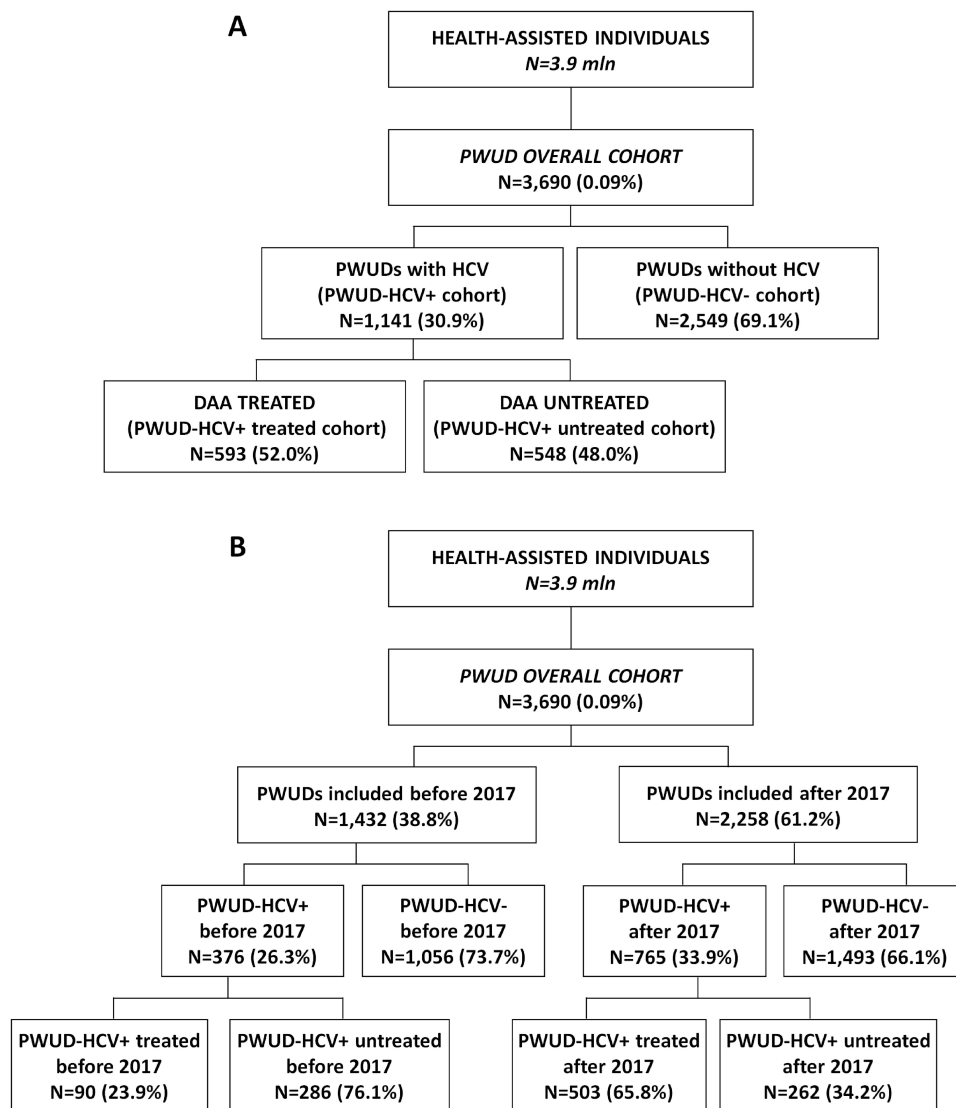 A
HEALTH-ASSISTED INDIVIDUALS
N=3.9 mln
PWUD OVERALL COHORT
N=3,690 (0.09%)
PWUDs with HCV
(PWUD-HCV+ cohort)
N=1,141 (30.9%)
PWUDs without HCV
(PWUD-HCV- cohort)
N=2,549 (69.1%)
DAA TREATED
(PWUD-HCV+ treated cohort)
N=593 (52.0%)
DAA UNTREATED
(PWUD-HCV+ untreated cohort)
N=548 (48.0%)
B
HEALTH-ASSISTED INDIVIDUALS
N=3.9 mln
PWUD OVERALL COHORT
N=3,690 (0.09%)
PWUDs included before 2017
N=1,432 (38.8%)
PWUDs included after 2017
N=2,258 (61.2%)
PWUD-HCV+
before 2017
N=376 (26.3%)
PWUD-HCV-
before 2017
N=1,056 (73.7%)
PWUD-HCV+
after 2017
N=765 (33.9%)
PWUD-HCV-
after 2017
N=1,493 (66.1%)
PWUD-HCV+ treated
before 2017
N=90 (23.9%)
PWUD-HCV+ untreated
before 2017
N=286 (76.1%)
PWUD-HCV+ treated
after 2017
N=503 (65.8%)
PWUD-HCV+ untreated
after 2017
N=262 (34.2%)